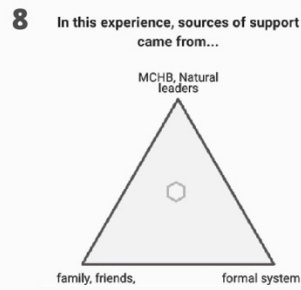 8
In this experience, sources of support
came from...
MCHB, Natural
leaders
family, friends,
formal system